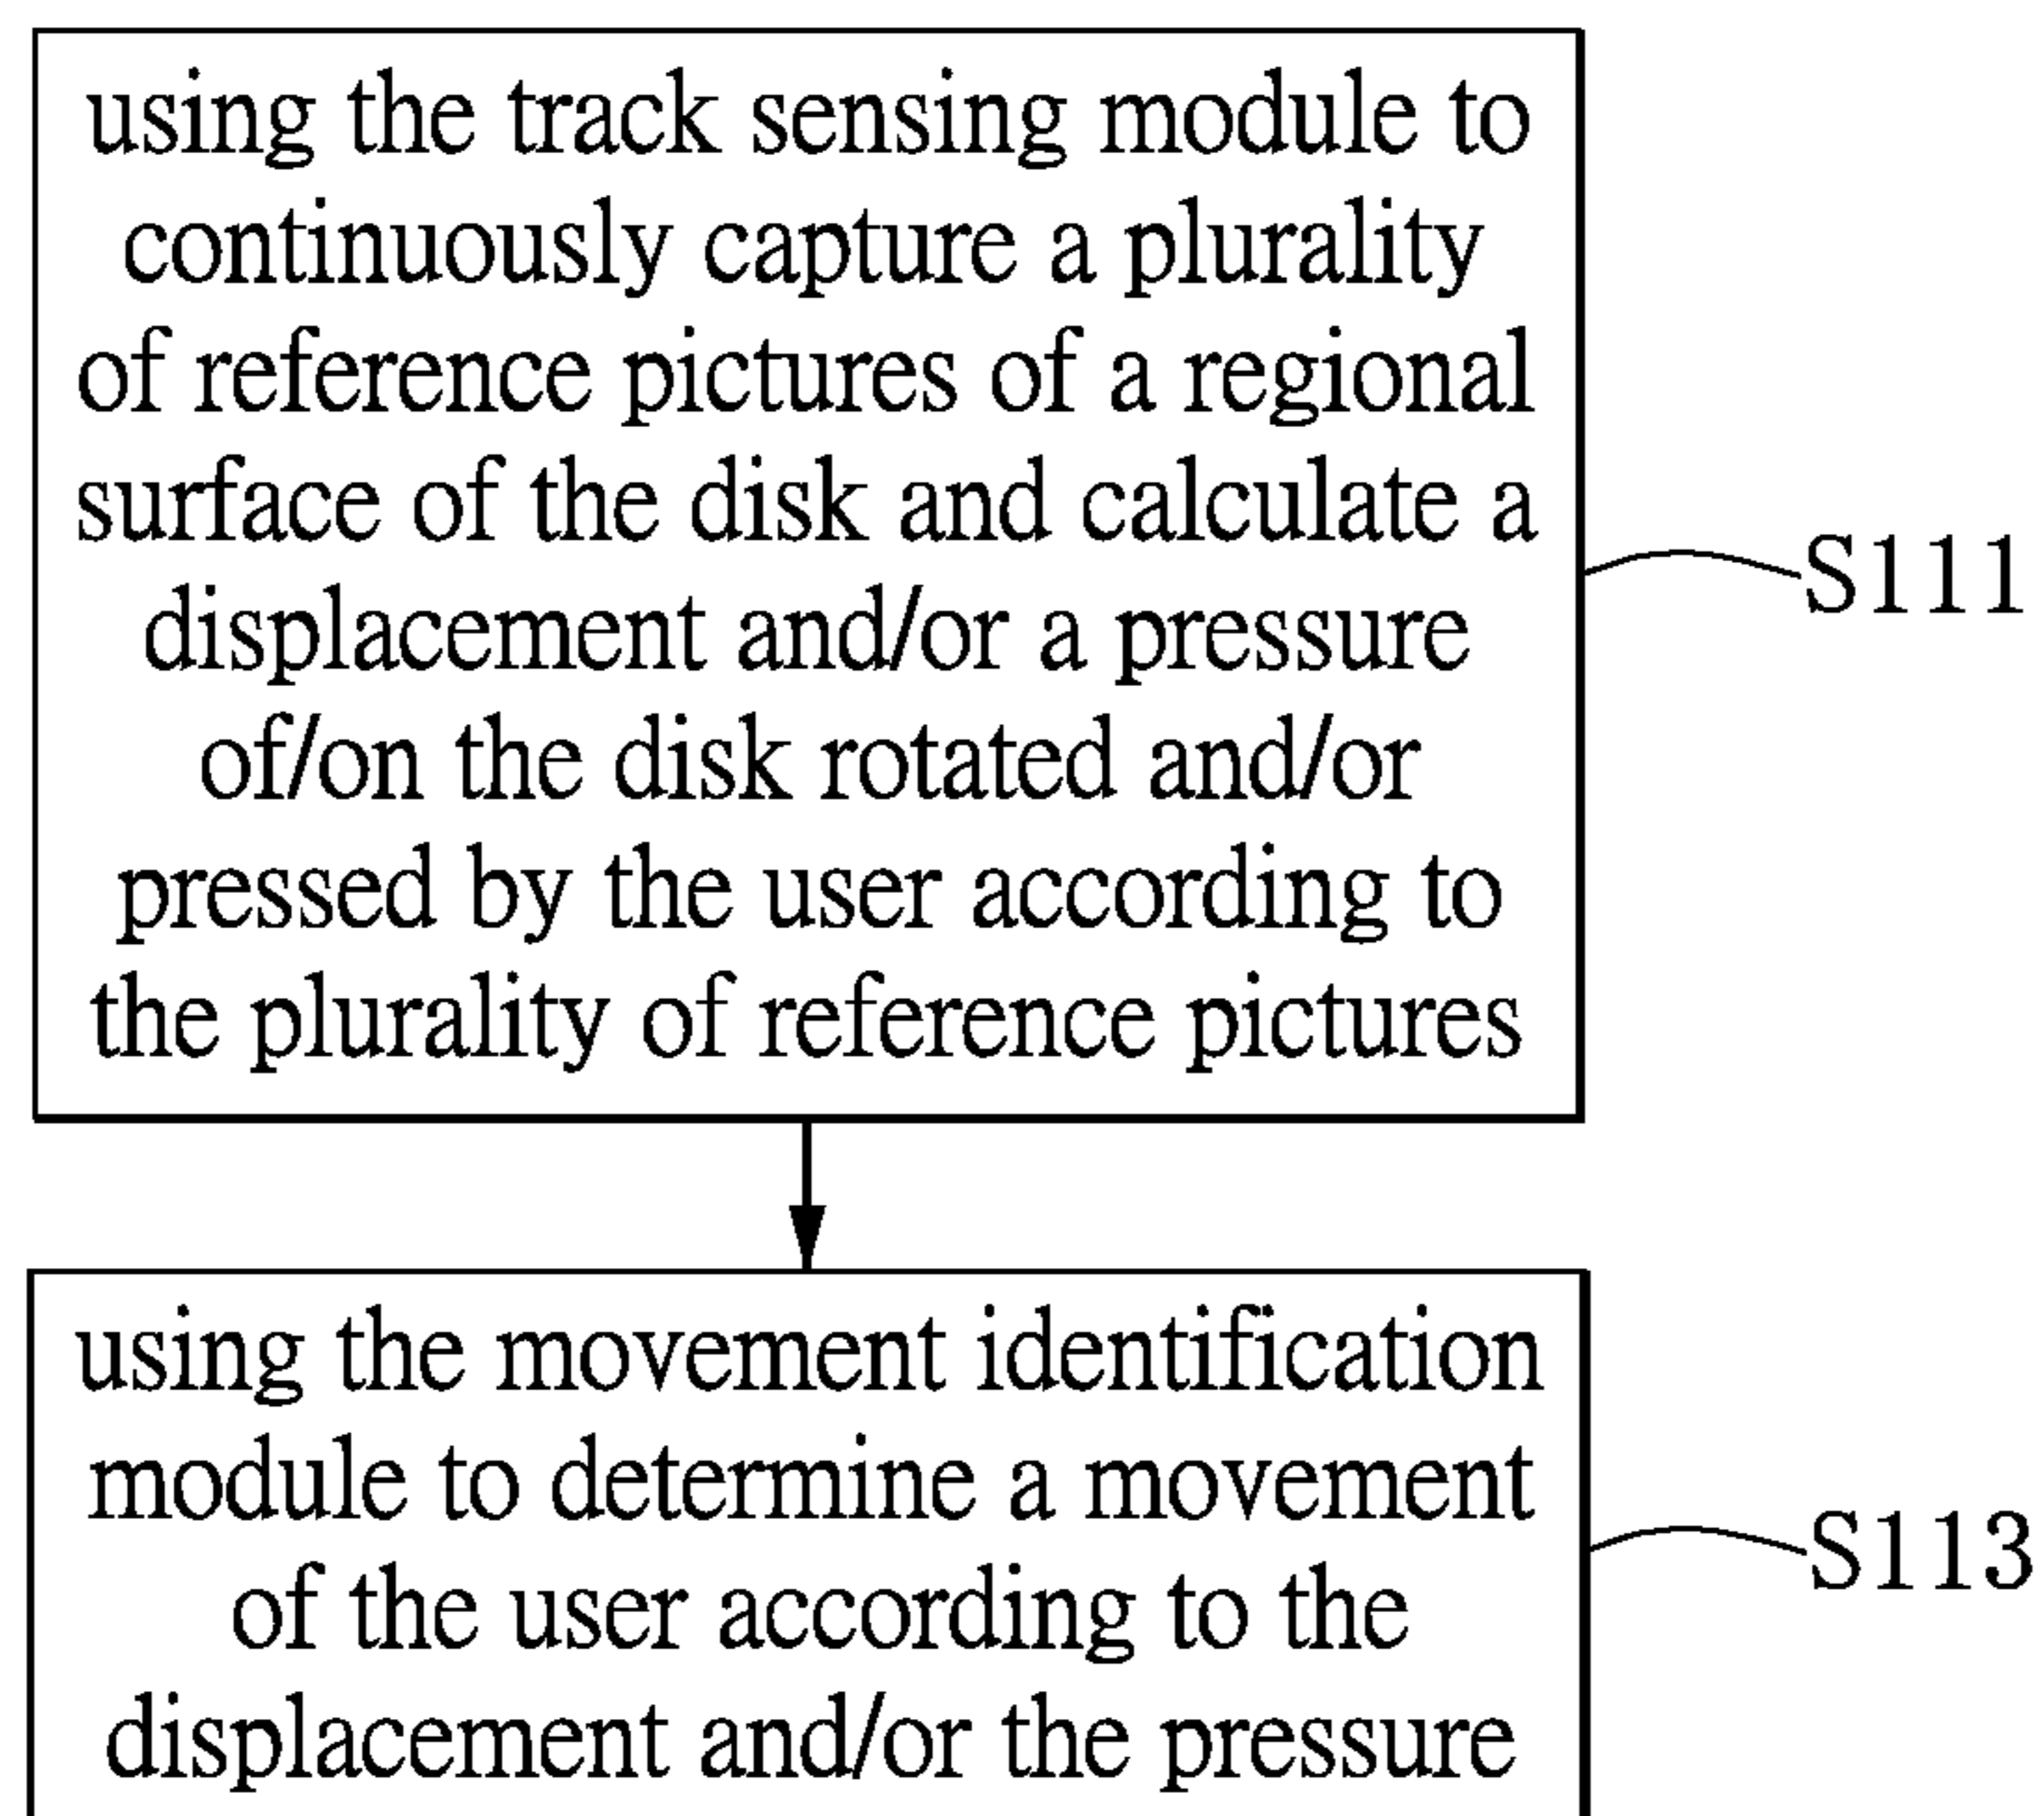 using the track sensing module to
continuously capture a plurality
of reference pictures of a regional
surface of the disk and calculate a
displacement and/or a pressure
of/on the disk rotated and/or
pressed by the user according to
the plurality of reference pictures
S111
using the movement identification
module to determine a movement
of the user according to the
displacement and/or the pressure
S113